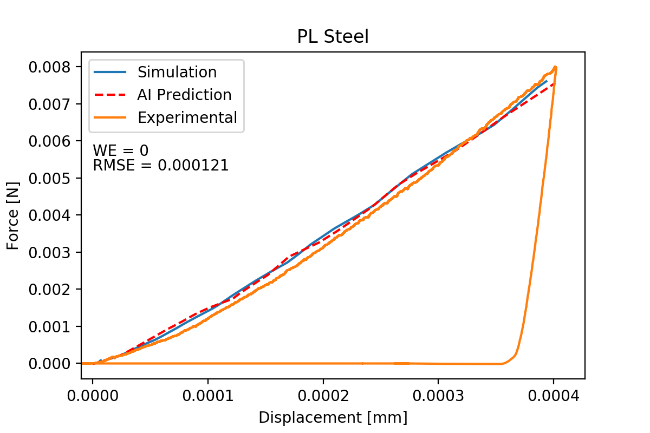 PL Steel
Simulation
AI Prediction
Experimental
WE = 0
RMSE = 0.000121
Force [N]
0.008
0.007
0.006
0.005
0.004
0.003
0.002
0.001
0.000
0.0000 0.0001 0.0002 0.0003 0.0004
Displacement [mm]